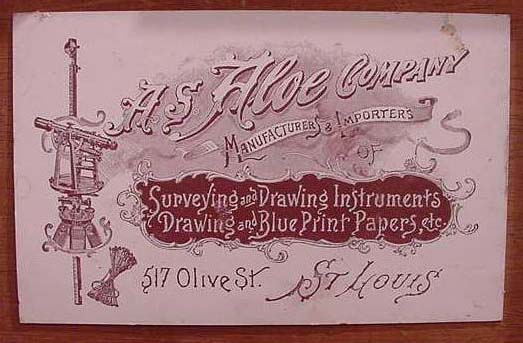 A S Aloe Company
Manufacturers & Importers
OF
Surveying and Drawing Instruments
Drawing and Blue Print Papers, etc.
517 Olive St. St Louis